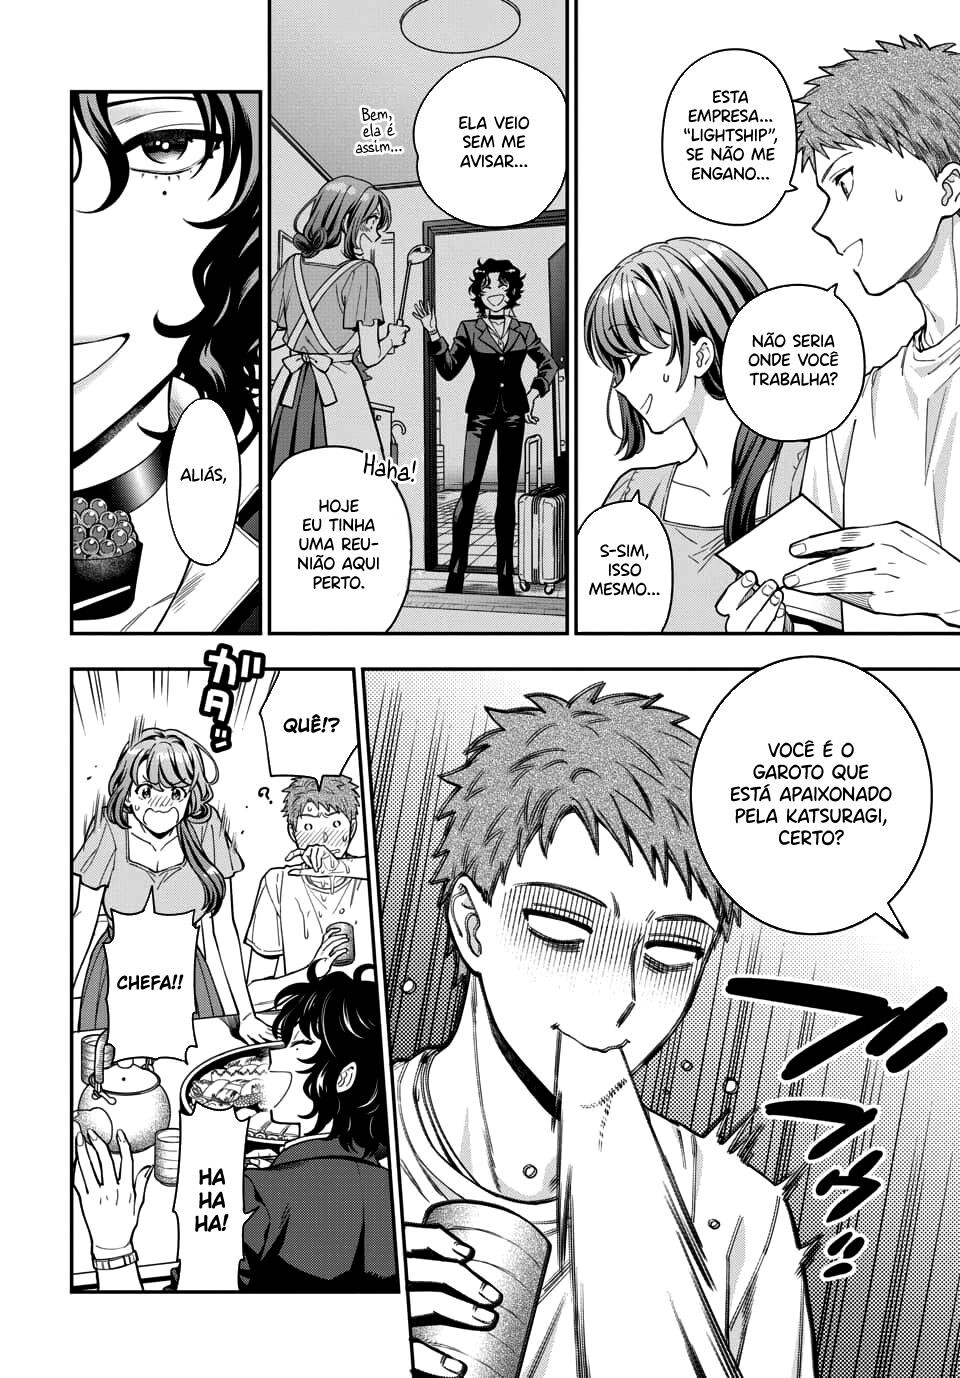 ESTA
EMPRESA...
“LIGHTSHIP”,
SE NÃO ME
ENGANO...
NÃO SERIA
ONDE VOCÊ
TRABALHA?
S-SIM,
ISSO
MESMO...
ELA VEIO
SEM ME
AVISAR...
Bem,
ela é
assim...
Haha!
HOJE
EU TINHA
UMA REU-
NIÃO AQUI
PERTO.
ALIÁS,
VOCÊ É O
GAROTO QUE
ESTÁ APAIXONADO
PELA KATSURAGI,
CERTO?
ブフッ
QUÊ!?
?
ガタッ
CHEFA!!
HA
HA
HA!